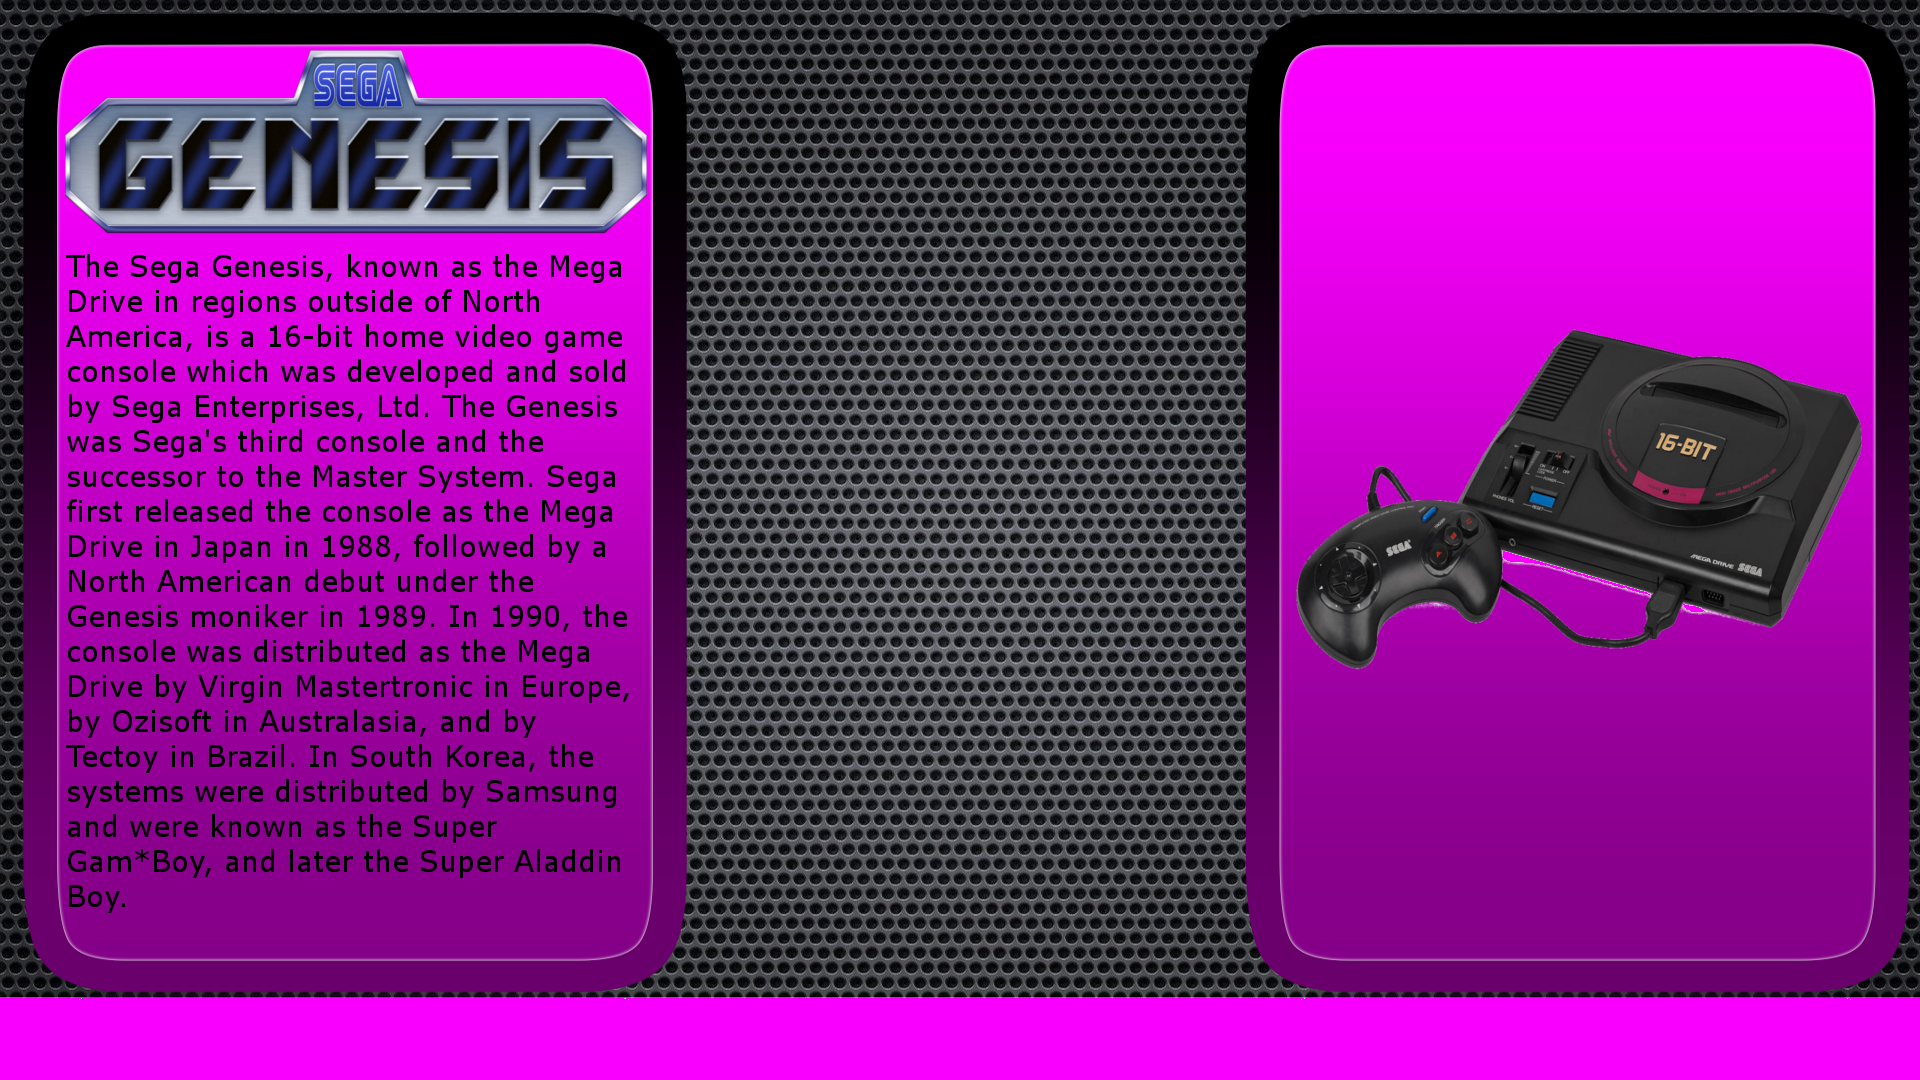 SEGA
GENESIS
The Sega Genesis, known as the Mega
Drive in regions outside of North
America, is a 16-bit home video game
console which was developed and sold
by Sega Enterprises, Ltd. The Genesis
was Sega's third console and the
successor to the Master System. Sega
first released the console as the Mega
Drive in Japan in 1988, followed by a
North American debut under the
Genesis moniker in 1989. In 1990, the
console was distributed as the Mega
Drive by Virgin Mastertronic in Europe,
by Ozisoft in Australasia, and by
Tectoy in Brazil. In South Korea, the
systems were distributed by Samsung
and were known as the Super
Gam*Boy, and later the Super Aladdin
Boy.
16-BIT
POWER
PHONES VOL
RESET
SEGA
MEGA DRIVE SEGA